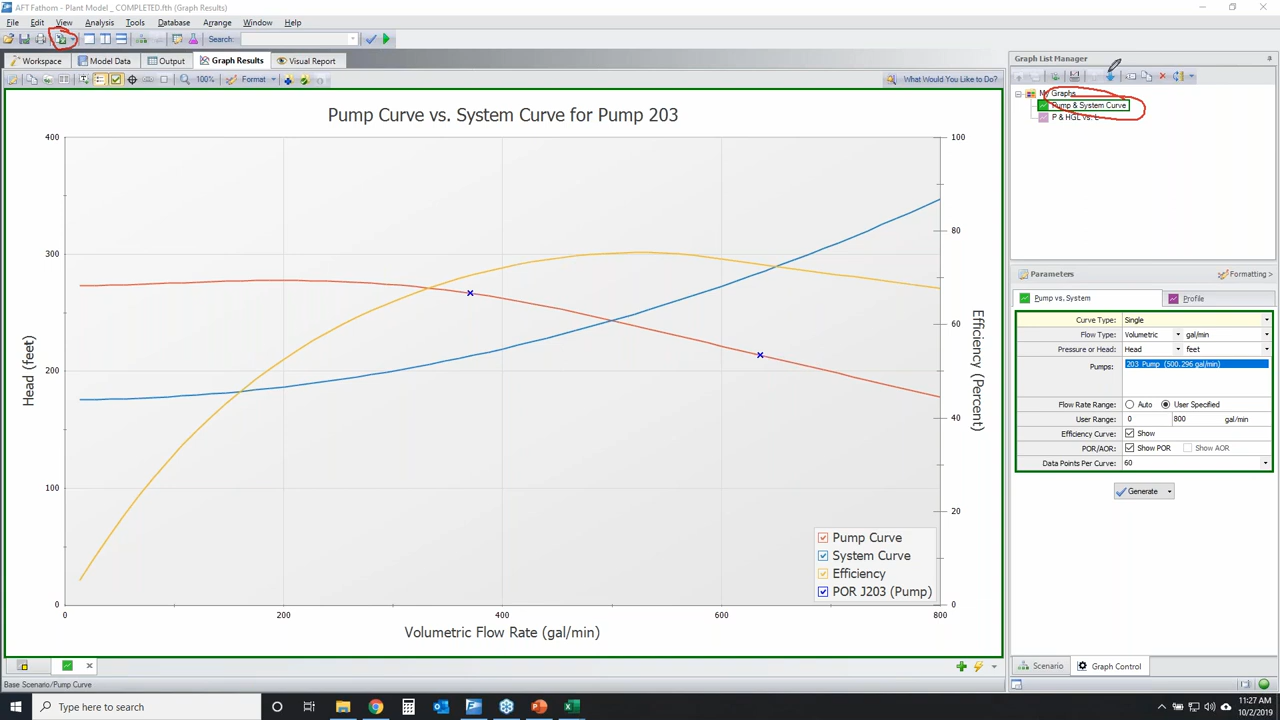 AFT Fathom - Plant Model _ COMPLETED.fth (Graph Results)
File Edit View Analysis Tools Database Arrange Window Help
Search:
Workspace Model Data Output Graph Results Visual Report
100% Format What Would You Like to Do?
Pump Curve vs. System Curve for Pump 203
400
300
200
100
0
Head (feet)
100
80
60
40
20
0
Efficiency (Percent)
Pump Curve
System Curve
Efficiency
POR J203 (Pump)
0 200 400 600 800
Volumetric Flow Rate (gal/min)
Base Scenario/Pump Curve
Graph List Manager
My Graphs
Pump & System Curve
P & HGL vs. L
Parameters Formatting >
Pump vs. System Profile
Curve Type: Single
Flow Type: Volumetric gal/min
Pressure or Head: Head feet
Pumps: 203 Pump (500.296 gal/min)
Flow Rate Range: Auto User Specified
User Range: 0 800 gal/min
Efficiency Curve: Show
POR/AOR: Show POR Show AOR
Data Points Per Curve: 60
Generate
Scenario Graph Control
Type here to search
11:27 AM
10/2/2019